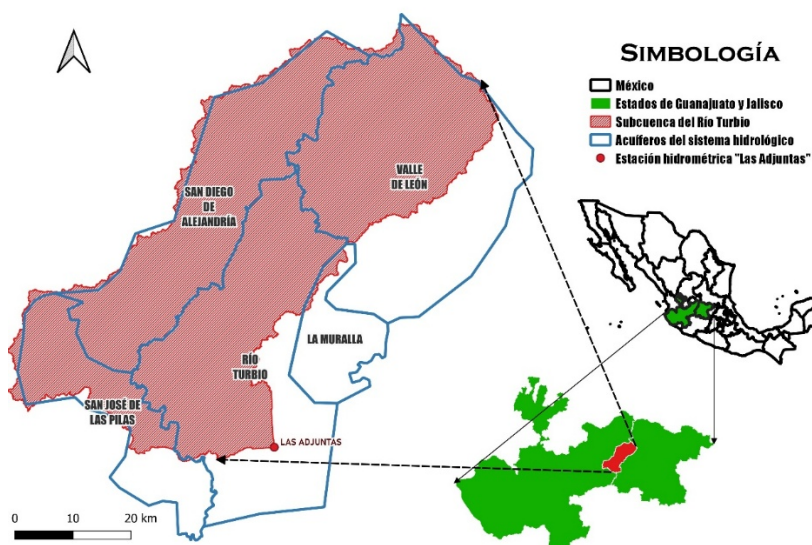 SIMBOLOGÍA
México
Estados de Guanajuato y Jalisco
Subcuenca del Río Turbio
Acuíferos del sistema hidrológico
Estación hidrométrica "Las Adjuntas"
VALLE
DE LEÓN
SAN DIEGO
DE
ALEJANDRÍA
LA MURALLA
RÍO
TURBIO
SAN JOSÉ DE
LAS PILAS
LAS ADJUNTAS
0 10 20 km